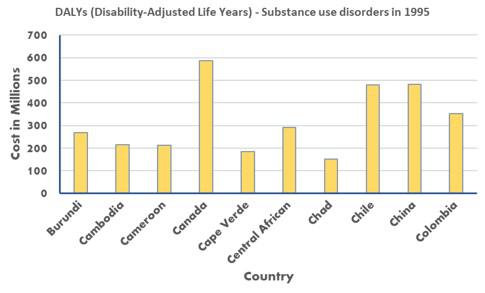 DALYs (Disability-Adjusted Life Years) - Substance use disorders in 1995
Cost in Millions
700
600
500
400
300
200
100
0
Burundi
Cambodia
Cameroon
Canada
Cape Verde
Central African
Chad
Chile
China
Colombia
Country